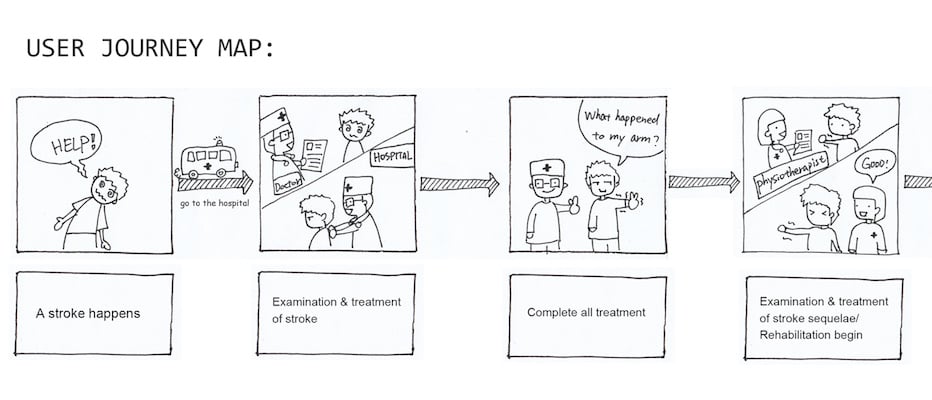 USER JOURNEY MAP:
HELP!
go to the hospital
Doctor
HOSPITAL
What happened
to my arm?
physiotherapist
Good!
A stroke happens
Examination & treatment
of stroke
Complete all treatment
Examination & treatment
of stroke sequelae/
Rehabilitation begin